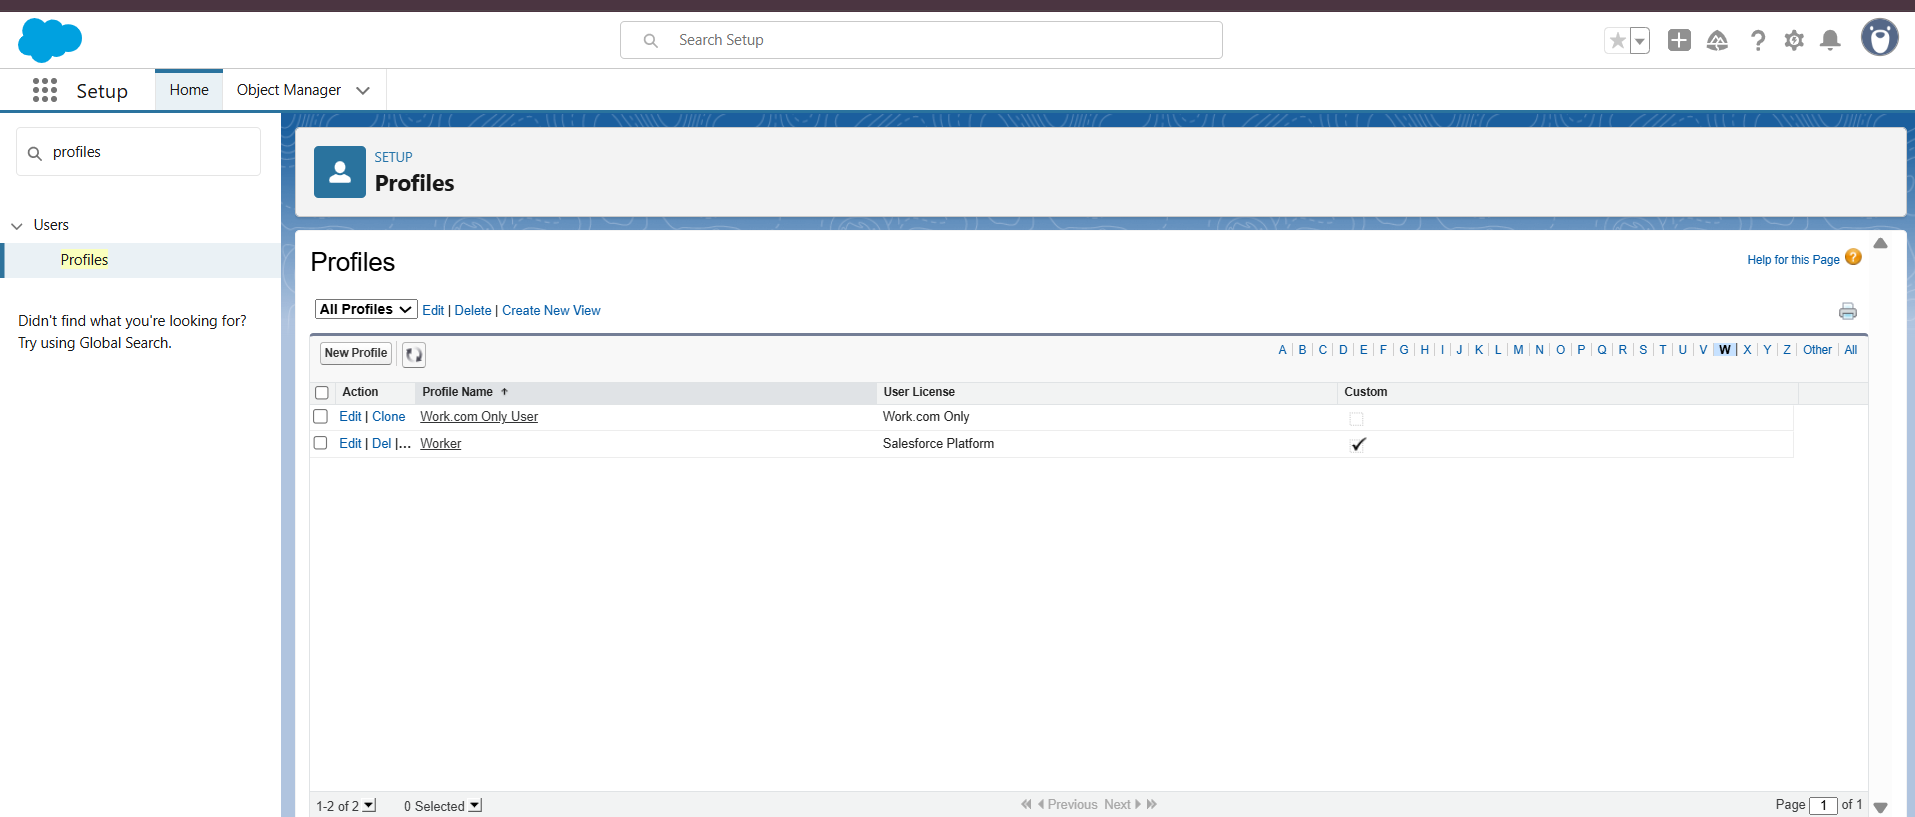 Search Setup
Setup
Home
Object Manager
profiles
Users
Profiles
Didn't find what you're looking for?
Try using Global Search.
SETUP
Profiles
Profiles
Help for this Page ?
All Profiles Edit | Delete | Create New View
New Profile
A | B | C | D | E | F | G | H | I | J | K | L | M | N | O | P | Q | R | S | T | U | V | W | X | Y | Z | Other | All
Action Profile Name User License Custom
Edit | Clone Work.com Only User Work.com Only
Edit | Del |... Worker Salesforce Platform
1-2 of 2 0 Selected Previous Next Page 1 of 1